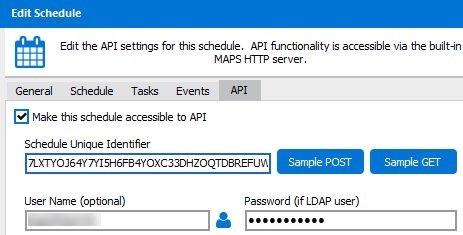 Edit Schedule
Edit the API settings for this schedule. API functionality is accessible via the built-in
MAPS HTTP server.
General Schedule Tasks Events API
Make this schedule accessible to API
Schedule Unique Identifier
7LXTYOJ64Y7YI5H6FB4YOXC33DHZOQTDBREFUW Sample POST Sample GET
User Name (optional) Password (if LDAP user)
•••••••••••